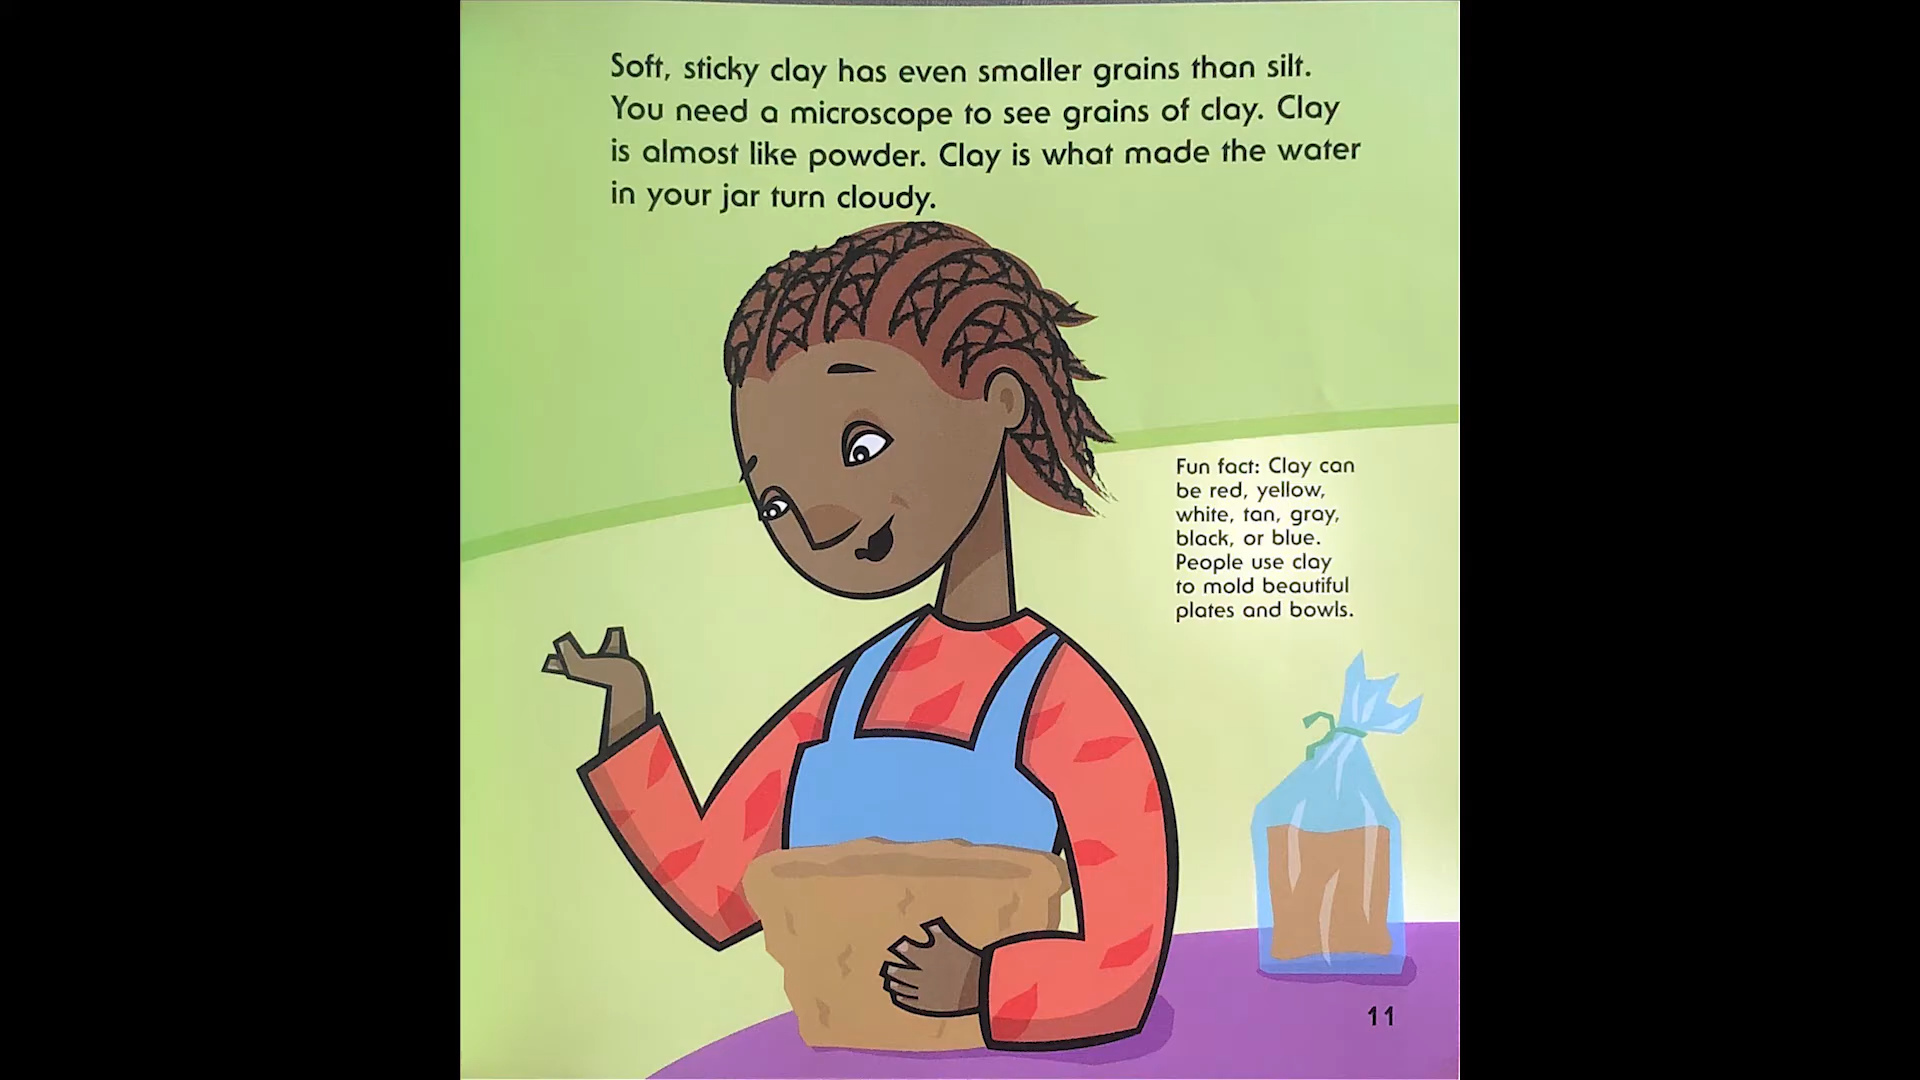 Soft, sticky clay has even smaller grains than silt.
You need a microscope to see grains of clay. Clay
is almost like powder. Clay is what made the water
in your jar turn cloudy.
Fun fact: Clay can
be red, yellow,
white, tan, gray,
black, or blue.
People use clay
to mold beautiful
plates and bowls.
11